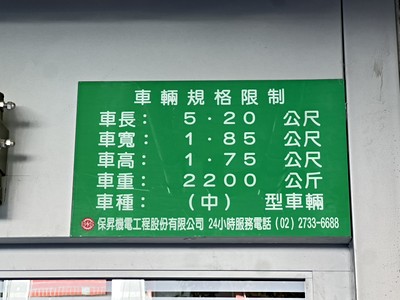 車輛規格限制
車長： 5．20 公尺
車寬： 1．85 公尺
車高： 1．75 公尺
車重： 2200 公斤
車種： （中） 型車輛
保昇機電工程股份有限公司 24小時服務電話(02) 2733-6688